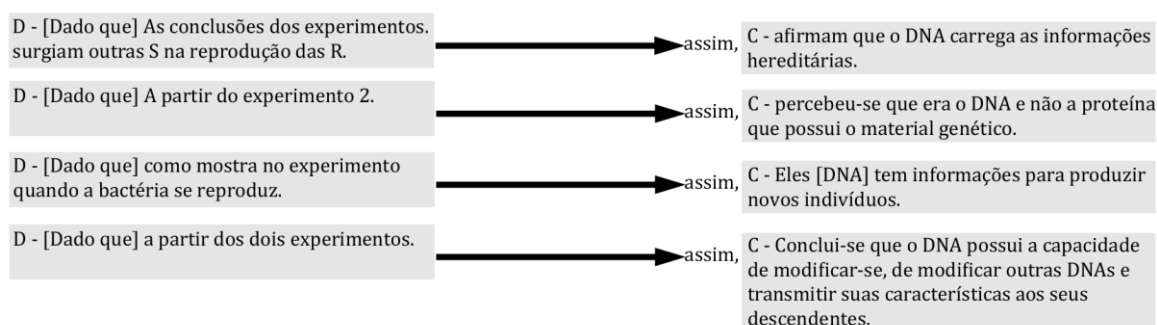 D - [Dado que] As conclusões dos experimentos.
surgiam outras S na reprodução das R.
assim,
C - afirmam que o DNA carrega as informações
hereditárias.
D - [Dado que] A partir do experimento 2.
assim,
C - percebeu-se que era o DNA e não a proteína
que possui o material genético.
D - [Dado que] como mostra no experimento
quando a bactéria se reproduz.
assim,
C - Eles [DNA] tem informações para produzir
novos indivíduos.
D - [Dado que] a partir dos dois experimentos.
assim,
C - Conclui-se que o DNA possui a capacidade
de modificar-se, de modificar outras DNAs e
transmitir suas características aos seus
descendentes.